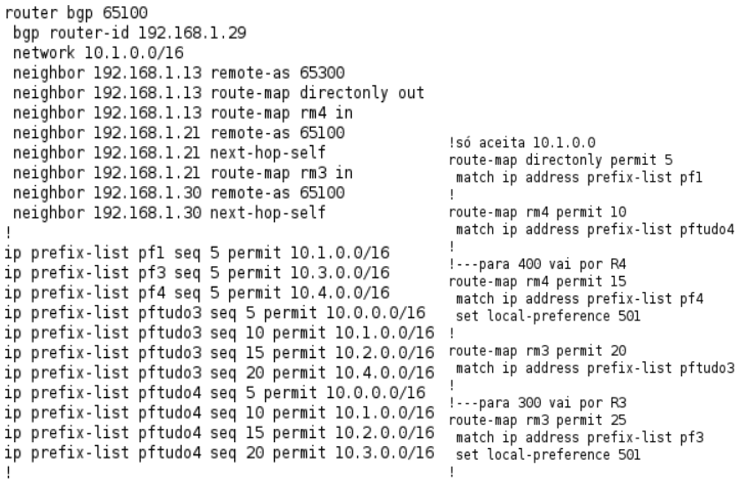 router bgp 65100
 bgp router-id 192.168.1.29
 network 10.1.0.0/16
 neighbor 192.168.1.13 remote-as 65300
 neighbor 192.168.1.13 route-map directonly out
 neighbor 192.168.1.13 route-map rm4 in
 neighbor 192.168.1.21 remote-as 65100
 neighbor 192.168.1.21 next-hop-self
 neighbor 192.168.1.21 route-map rm3 in
 neighbor 192.168.1.30 remote-as 65100
 neighbor 192.168.1.30 next-hop-self
!
ip prefix-list pf1 seq 5 permit 10.1.0.0/16
ip prefix-list pf3 seq 5 permit 10.3.0.0/16
ip prefix-list pf4 seq 5 permit 10.4.0.0/16
ip prefix-list pftudo3 seq 5 permit 10.0.0.0/16
ip prefix-list pftudo3 seq 10 permit 10.1.0.0/16
ip prefix-list pftudo3 seq 15 permit 10.2.0.0/16
ip prefix-list pftudo3 seq 20 permit 10.4.0.0/16
ip prefix-list pftudo4 seq 5 permit 10.0.0.0/16
ip prefix-list pftudo4 seq 10 permit 10.1.0.0/16
ip prefix-list pftudo4 seq 15 permit 10.2.0.0/16
ip prefix-list pftudo4 seq 20 permit 10.3.0.0/16
!
!só aceita 10.1.0.0
route-map directonly permit 5
 match ip address prefix-list pf1
!
route-map rm4 permit 10
 match ip address prefix-list pftudo4
!
!---para 400 vai por R4
route-map rm4 permit 15
 match ip address prefix-list pf4
 set local-preference 501
!
route-map rm3 permit 20
 match ip address prefix-list pftudo3
!
!---para 300 vai por R3
route-map rm3 permit 25
 match ip address prefix-list pf3
 set local-preference 501
!